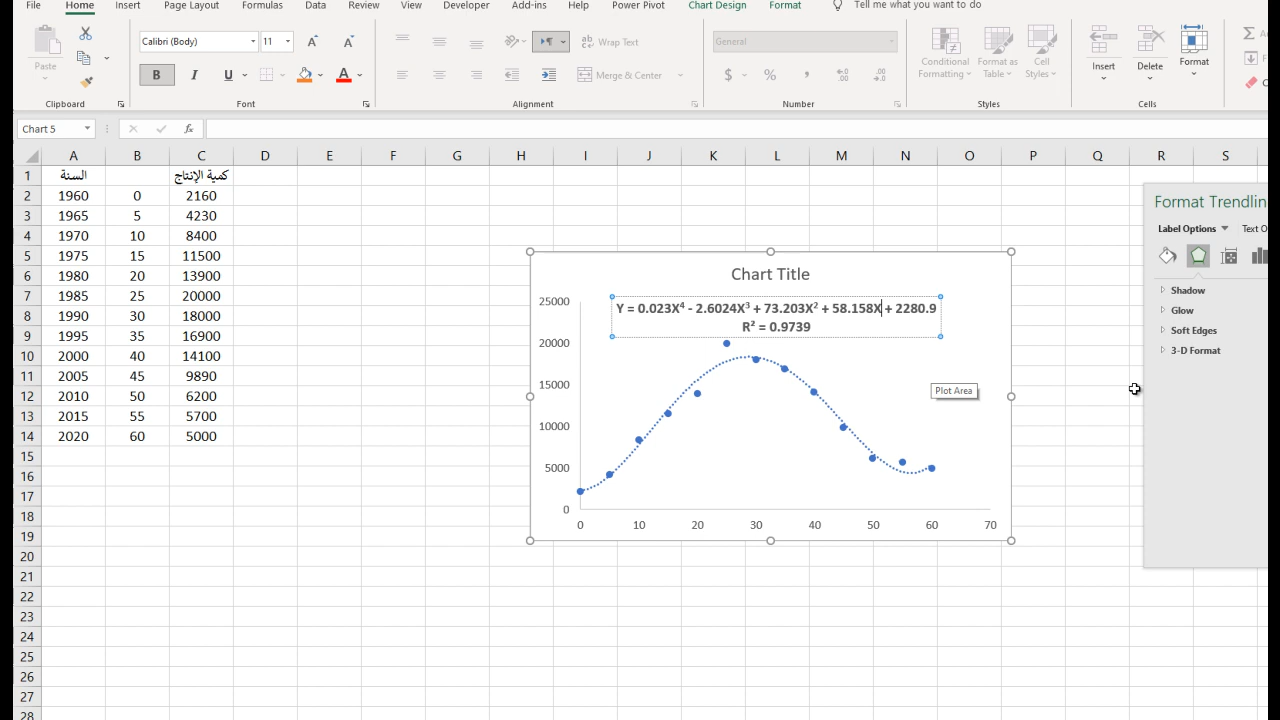 File Home Insert Page Layout Formulas Data Review View Developer Add-ins Help Power Pivot Chart Design Format Tell me what you want to do
Paste
Clipboard
Calibri (Body) 11 A A
B I U A
Font
Wrap Text
Merge & Center
Alignment
General
$ % ,
Number
Conditional Formatting
Format as Table
Cell Styles
Styles
Insert Delete Format
Cells
Chart 5 fx
A B C D E F G H I J K L M N O P Q R S
1 السنة كمية الإنتاج
2 1960 0 2160
3 1965 5 4230
4 1970 10 8400
5 1975 15 11500
6 1980 20 13900
7 1985 25 20000
8 1990 30 18000
9 1995 35 16900
10 2000 40 14100
11 2005 45 9890
12 2010 50 6200
13 2015 55 5700
14 2020 60 5000
15
16
17
18
19
20
21
22
23
24
25
26
27
28
Chart Title
Y = 0.023X⁴ - 2.6024X³ + 73.203X² + 58.158X + 2280.9
R² = 0.9739
25000
20000
15000
10000
5000
0
0 10 20 30 40 50 60 70
Plot Area
Format Trendlin
Label Options Text O
Shadow
Glow
Soft Edges
3-D Format